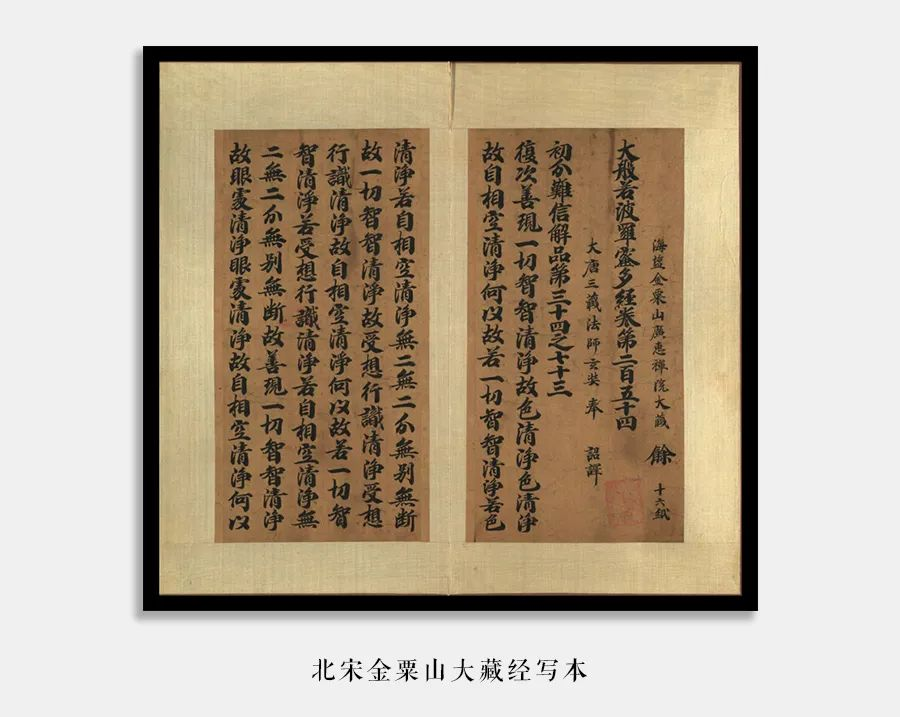 海鹽金粟山廣惠禪院大藏 餘 十六紙
大般若波羅蜜多經卷第二百五十四
大唐三藏法師玄奘 奉 詔譯
初分難信解品第三十四之七十三
復次善現一切智智清淨故色清淨色清淨
故自相空清淨何以故若一切智智清淨若色
清淨若自相空清淨無二無二分無別無斷
故一切智智清淨故受想行識清淨受想
行識清淨故自相空清淨何以故若一切智
智清淨若受想行識清淨若自相空清淨無
二無二分無別無斷故善現一切智智清淨
故眼處清淨眼處清淨故自相空清淨何以
北宋金粟山大藏经写本